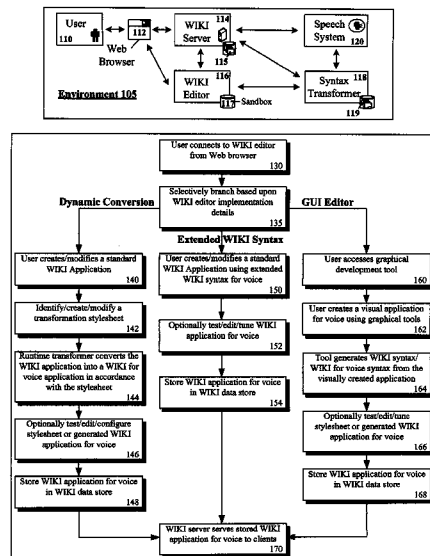 User
110
112
Web
Browser
WIKI
Server
114
115
Speech
System
120
WIKI
Editor
116
117
Sandbox
Syntax
Transformer
118
119
Environment 105
User connects to WIKI editor
from Web browser
130
Dynamic Conversion
Selectively branch based upon
WIKI editor implementation
details
135
GUI Editor
Extended WIKI Syntax
User creates/modifies a standard
WIKI Application
140
Identify/create/modify a
transformation stylesheet
142
Runtime transformer converts the
WIKI application into a WIKI for
voice application in accordance
with the stylesheet
144
Optionally test/edit/configure
stylesheet or generated WIKI
application for voice
146
Store WIKI application for voice
in WIKI data store
148
User creates/modifies a standard
WIKI Application using extended
WIKI syntax for voice
150
Optionally test/edit/tune WIKI
application for voice
152
Store WIKI application for voice
in WIKI data store
154
User accesses graphical
development tool
160
User creates a visual application
for voice using graphical tools
162
Tool generates WIKI syntax/
WIKI for voice syntax from the
visually created application
164
Optionally test/edit/tune
stylesheet or generated WIKI
application for voice
166
Store WIKI application for voice
in WIKI data store
168
WIKI server serves stored WIKI
application for voice to clients
170